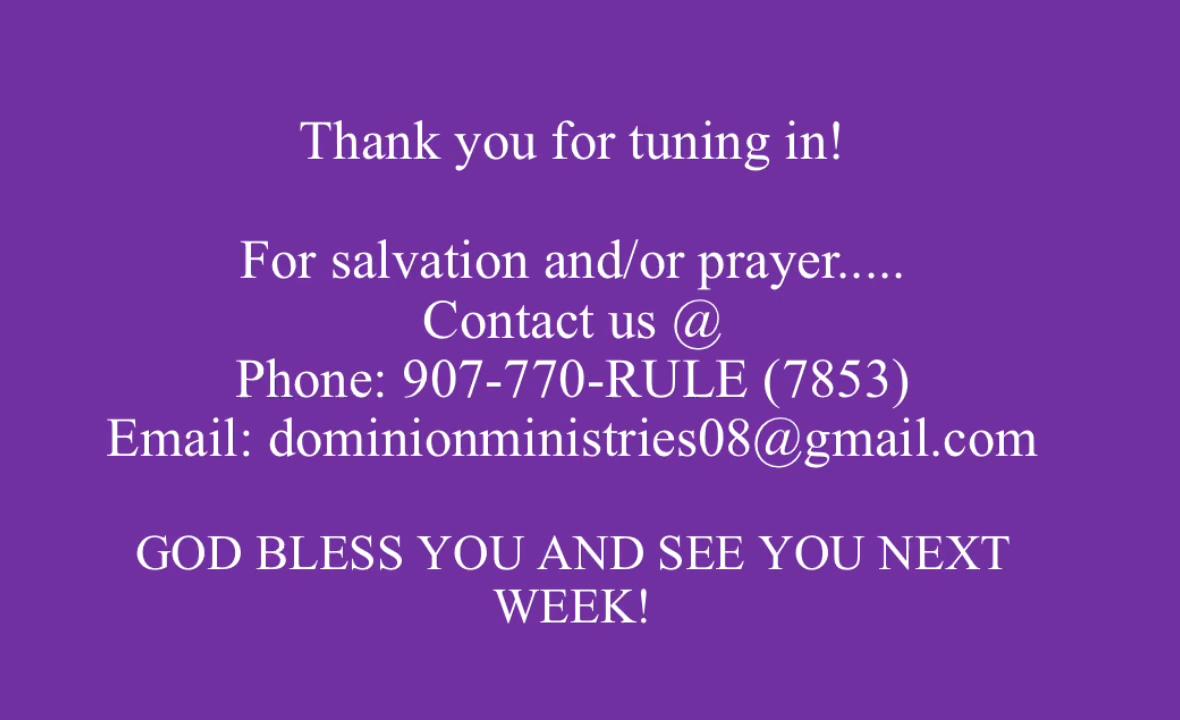 Thank you for tuning in!
For salvation and/or prayer.....
Contact us @
Phone: 907-770-RULE (7853)
Email: dominionministries08@gmail.com
GOD BLESS YOU AND SEE YOU NEXT
WEEK!